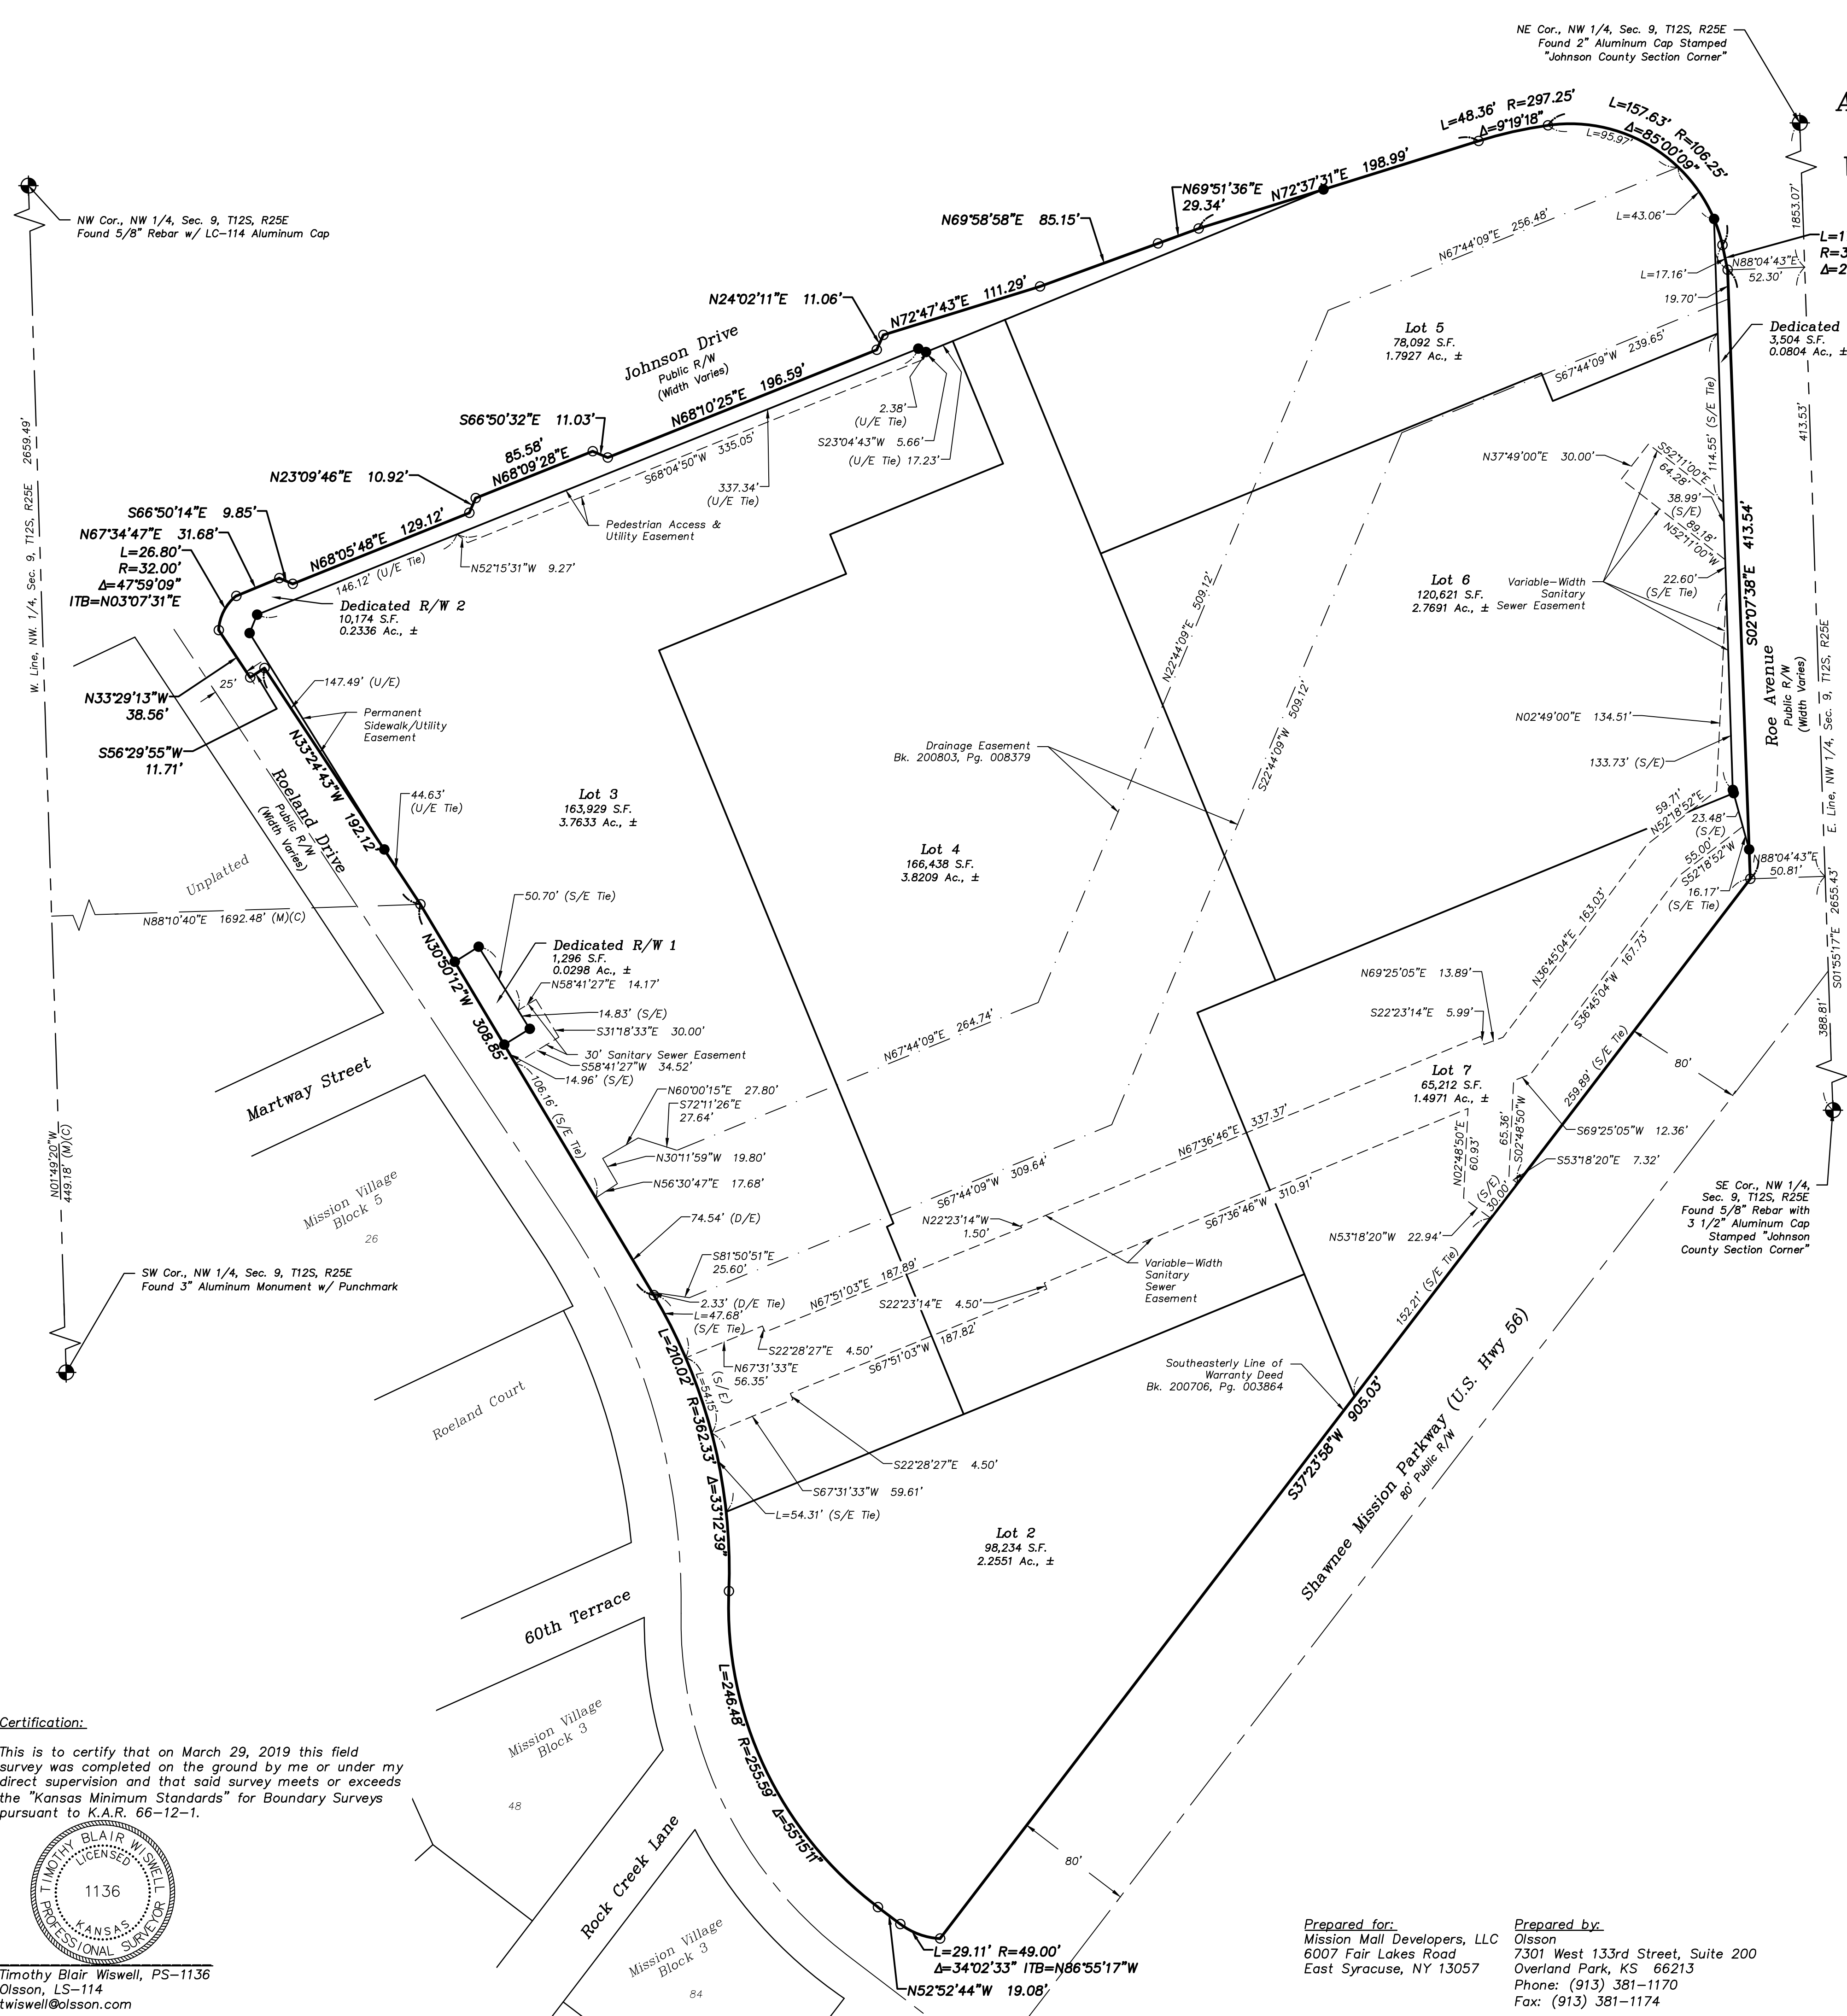 NE Cor., NW 1/4, Sec. 9, T12S, R25E
Found 2" Aluminum Cap Stamped
"Johnson County Section Corner"
NW Cor., NW 1/4, Sec. 9, T12S, R25E
Found 5/8" Rebar w/ LC-114 Aluminum Cap
L=48.36' R=297.25'
Δ=9°19'18"
L=157.63' R=106.25'
Δ=85°00'09"
L=95.97'
L=43.06'
1853.07'
L=1
R=3
Δ=2
L=17.16'
N88°04'43"E
52.30'
19.70'
N72°37'31"E 198.99'
N69°51'36"E
29.34'
N69°58'58"E 85.15'
N67°44'09"E 256.48'
N24°02'11"E 11.06'
N72°47'43"E 111.29'
Johnson Drive
Public R/W
(Width Varies)
N68°10'25"E 196.59'
S66°50'32"E 11.03'
85.58'
N68°09'28"E
N23°09'46"E 10.92'
S66°50'14"E 9.85'
N67°34'47"E 31.68'
L=26.80'
R=32.00'
Δ=47°59'09"
ITB=N03°07'31"E
N68°05'48"E 129.12'
146.12' (U/E Tie)
N52°15'31"W 9.27'
S68°04'50"W 335.05'
337.34'
(U/E Tie)
2.38'
(U/E Tie)
S23°04'43"W 5.66'
(U/E Tie) 17.23'
Pedestrian Access &
Utility Easement
Dedicated R/W 2
10,174 S.F.
0.2336 Ac., ±
Lot 5
78,092 S.F.
1.7927 Ac., ±
S67°44'09"W 239.65'
Dedicated
3,504 S.F.
0.0804 Ac., ±
114.55' (S/E Tie)
413.53'
N37°49'00"E 30.00'
S52°11'00"E
64.28'
38.99'
(S/E)
89.18'
N52°11'00"W
22.60'
(S/E Tie)
Lot 6
120,621 S.F.
2.7691 Ac., ±
Variable-Width
Sanitary
Sewer Easement
S02°07'38"E 413.54'
Roe Avenue
Public R/W
(Width Varies)
N02°49'00"E 134.51'
133.73' (S/E)
E. Line, NW 1/4, Sec. 9, T12S, R25E
S01°55'17"E 2655.43'
388.81'
59.71'
N52°18'52"E
23.48'
(S/E)
55.00'
S52°18'52"W
16.17'
(S/E Tie)
N88°04'43"E
50.81'
W. Line, NW. 1/4, Sec. 9, T12S, R25E 2659.49'
25'
N33°29'13"W
38.56'
S56°29'55"W
11.71'
147.49' (U/E)
Permanent
Sidewalk/Utility
Easement
N33°24'43"W 192.12'
44.63'
(U/E Tie)
Roeland Drive
Public R/W
(Width Varies)
Unplatted
N88°10'40"E 1692.48' (M)(C)
Lot 3
163,929 S.F.
3.7633 Ac., ±
Drainage Easement
Bk. 200803, Pg. 008379
N22°44'09"E 509.12'
S22°44'09"W 509.12'
Lot 4
166,438 S.F.
3.8209 Ac., ±
50.70' (S/E Tie)
Dedicated R/W 1
1,296 S.F.
0.0298 Ac., ±
N58°41'27"E 14.17'
14.83' (S/E)
S31°18'33"E 30.00'
30' Sanitary Sewer Easement
S58°41'27"W 34.52'
14.96' (S/E)
N30°50'12"W 308.85'
106.16' (S/E Tie)
N60°00'15"E 27.80'
S72°11'26"E
27.64'
N30°11'59"W 19.80'
N56°30'47"E 17.68'
N67°44'09"E 264.74'
N69°25'05"E 13.89'
S22°23'14"E 5.99'
N36°45'04"E 163.03'
S36°45'04"W 167.73'
Lot 7
65,212 S.F.
1.4971 Ac., ±
259.89' (S/E Tie)
80'
S69°25'05"W 12.36'
S53°18'20"E 7.32'
N02°48'50"E
60.93'
65.36'
S02°48'50"W
(S/E)
30.00'
N53°18'20"W 22.94'
152.21' (S/E Tie)
SE Cor., NW 1/4,
Sec. 9, T12S, R25E
Found 5/8" Rebar with
3 1/2" Aluminum Cap
Stamped "Johnson
County Section Corner"
Martway Street
Mission Village
Block 5
26
N01°49'20"W
449.18' (M)(C)
SW Cor., NW 1/4, Sec. 9, T12S, R25E
Found 3" Aluminum Monument w/ Punchmark
74.54' (D/E)
S81°50'51"E
25.60'
2.33' (D/E Tie)
L=47.68'
(S/E Tie)
S67°44'09"W 309.64'
N67°36'46"E 337.37'
S67°36'46"W 310.91'
N22°23'14"W
1.50'
N67°51'03"E 187.89'
S22°23'14"E 4.50'
Variable-Width
Sanitary
Sewer
Easement
S22°28'27"E 4.50'
N67°31'33"E
56.35'
S67°51'03"W 187.82'
L=54.15'
(S/E)
L=210.02' R=362.33' Δ=33°12'39"
S22°28'27"E 4.50'
S67°31'33"W 59.61'
L=54.31' (S/E Tie)
Southeasterly Line of
Warranty Deed
Bk. 200706, Pg. 003864
S37°23'58"W 905.03'
Shawnee Mission Parkway (U.S. Hwy 56)
80' Public R/W
Roeland Court
Lot 2
98,234 S.F.
2.2551 Ac., ±
60th Terrace
Mission Village
Block 3
48
L=246.48' R=255.59' Δ=55°15'11"
Rock Creek Lane
80'
Mission Village
Block 3
84
L=29.11' R=49.00'
Δ=34°02'33" ITB=N86°55'17"W
N52°52'44"W 19.08'
Certification:
This is to certify that on March 29, 2019 this field
survey was completed on the ground by me or under my
direct supervision and that said survey meets or exceeds
the "Kansas Minimum Standards" for Boundary Surveys
pursuant to K.A.R. 66-12-1.
TIMOTHY BLAIR WISWELL
LICENSED
1136
KANSAS
PROFESSIONAL SURVEYOR
Timothy Blair Wiswell, PS-1136
Olsson, LS-114
twiswell@olsson.com
Prepared for:
Mission Mall Developers, LLC
6007 Fair Lakes Road
East Syracuse, NY 13057
Prepared by:
Olsson
7301 West 133rd Street, Suite 200
Overland Park, KS 66213
Phone: (913) 381-1170
Fax: (913) 381-1174